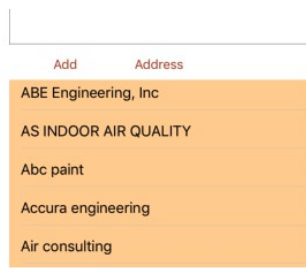 Add Address
ABE Engineering, Inc
AS INDOOR AIR QUALITY
Abc paint
Accura engineering
Air consulting